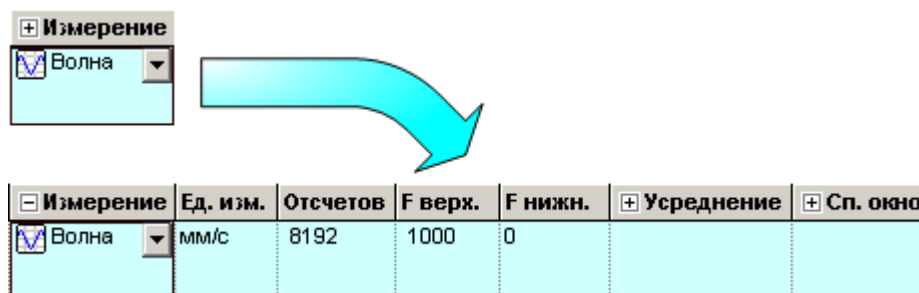 Измерение
Волна
Измерение Ед. изм. Отсчетов F верх. F нижн. Усреднение Сп. окно
Волна мм/с 8192 1000 0